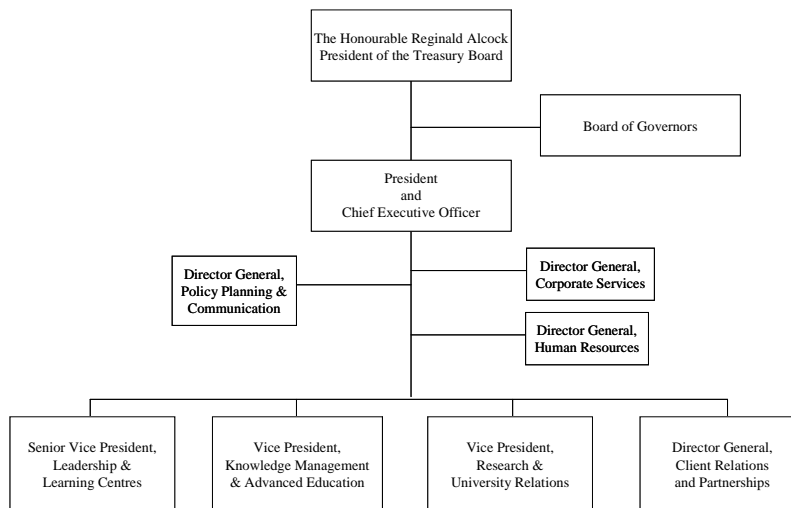 The Honourable Reginald Alcock
President of the Treasury Board
Board of Governors
President
and
Chief Executive Officer
Director General,
Policy Planning &
Communication
Director General,
Corporate Services
Director General,
Human Resources
Senior Vice President,
Leadership &
Learning Centres
Vice President,
Knowledge Management
& Advanced Education
Vice President,
Research &
University Relations
Director General,
Client Relations
and Partnerships